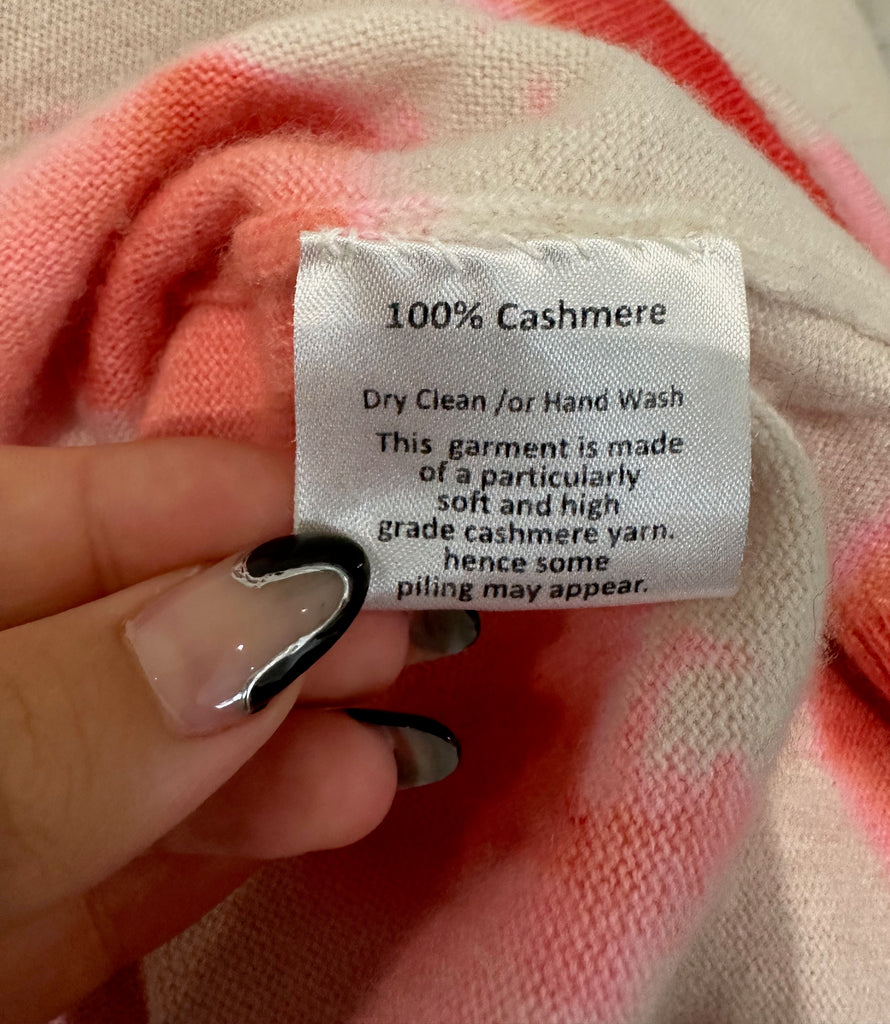 100% Cashmere
Dry Clean /or Hand Wash
This garment is made
of a particularly
soft and high
grade cashmere yarn.
hence some
piling may appear.